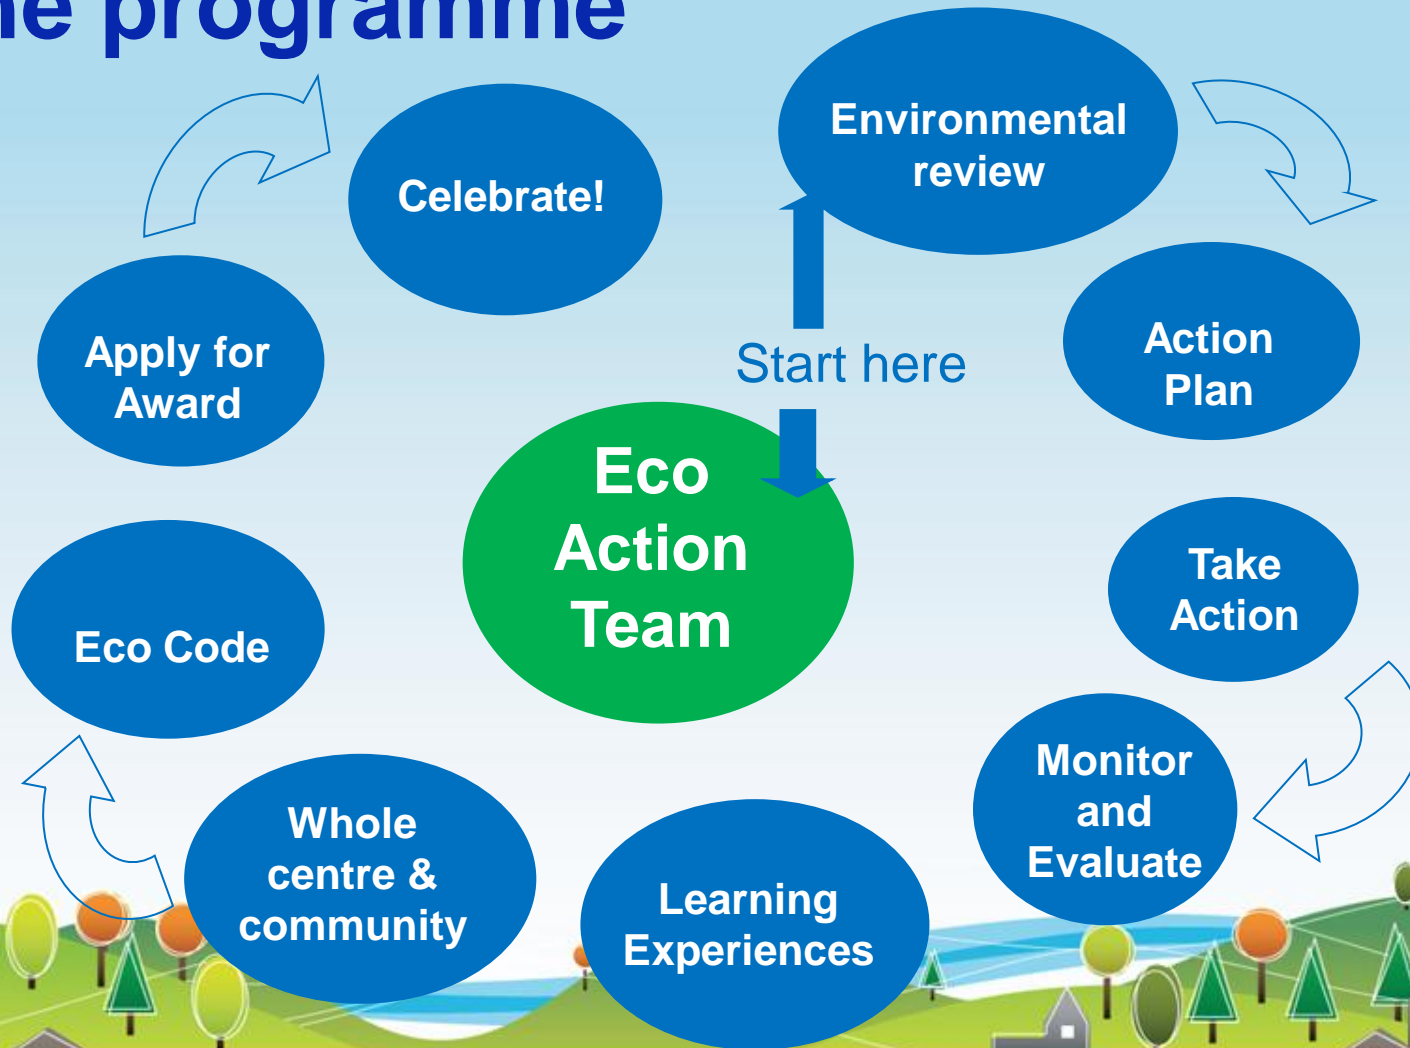 programme
Environmental
review
Celebrate!
Action
Plan
Start here
Apply for
Award
Eco
Action
Team
Take
Action
Eco Code
Monitor
and
Evaluate
Whole
centre &
community
Learning
Experiences